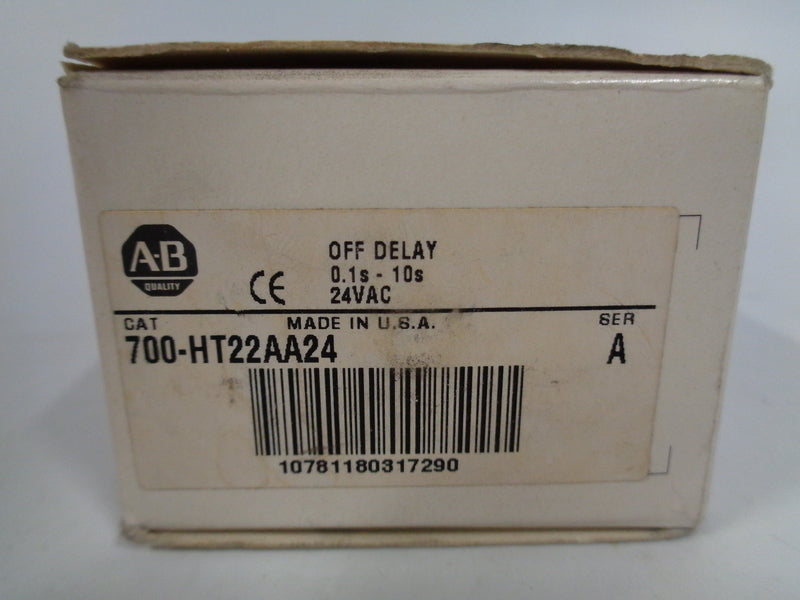 A-B
QUALITY
CE
OFF DELAY
0.1s - 10s
24VAC
CAT MADE IN U.S.A. SER
700-HT22AA24 A
10781180317290